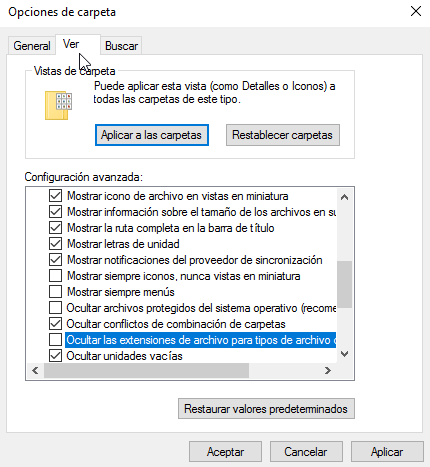 Opciones de carpeta
General
Ver
Buscar
Vistas de carpeta
Puede aplicar esta vista (como Detalles o Iconos) a
todas las carpetas de este tipo.
Aplicar a las carpetas
Restablecer carpetas
Configuración avanzada:
Mostrar icono de archivo en vistas en miniatura
Mostrar información sobre el tamaño de los archivos en su
Mostrar la ruta completa en la barra de título
Mostrar letras de unidad
Mostrar notificaciones del proveedor de sincronización
Mostrar siempre iconos, nunca vistas en miniatura
Mostrar siempre menús
Ocultar archivos protegidos del sistema operativo (recome
Ocultar conflictos de combinación de carpetas
Ocultar las extensiones de archivo para tipos de archivo c
Ocultar unidades vacías
Restaurar valores predeterminados
Aceptar
Cancelar
Aplicar